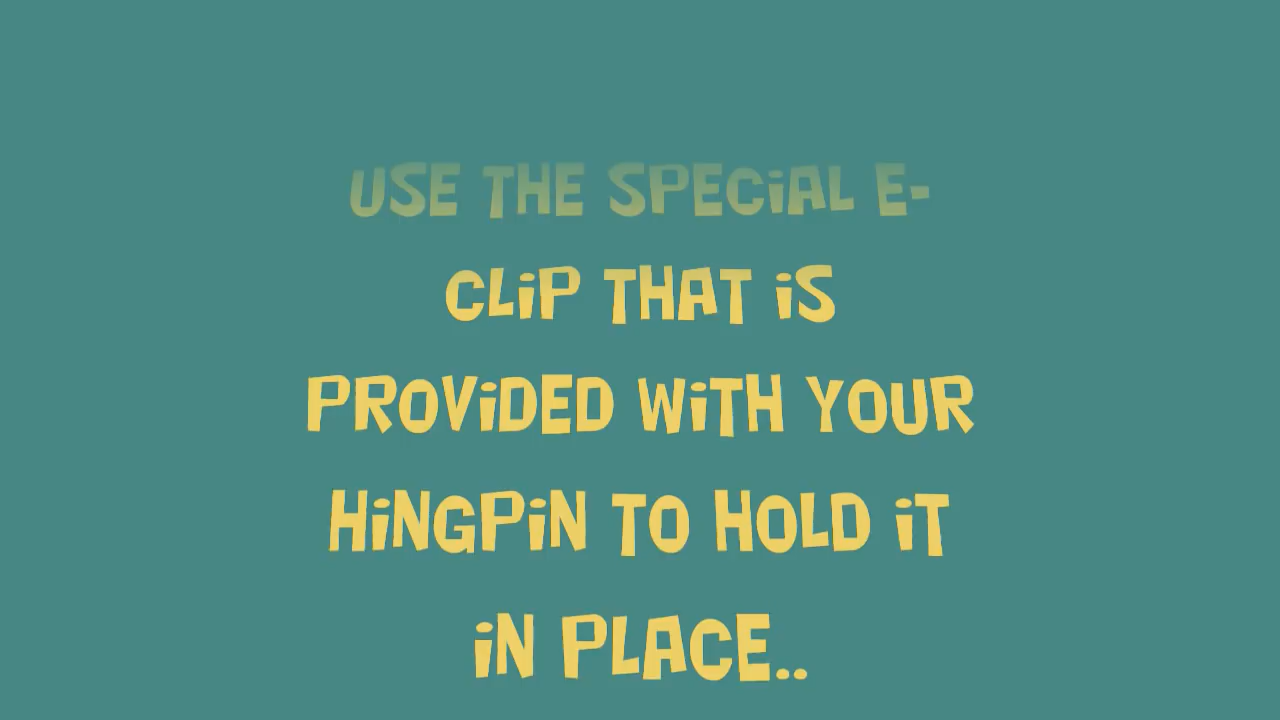 USE THE SPECIAL E-
CLiP THAT iS
PROViDED WiTH YOUR
HiNGPiN TO HOLD iT
iN PLACE..